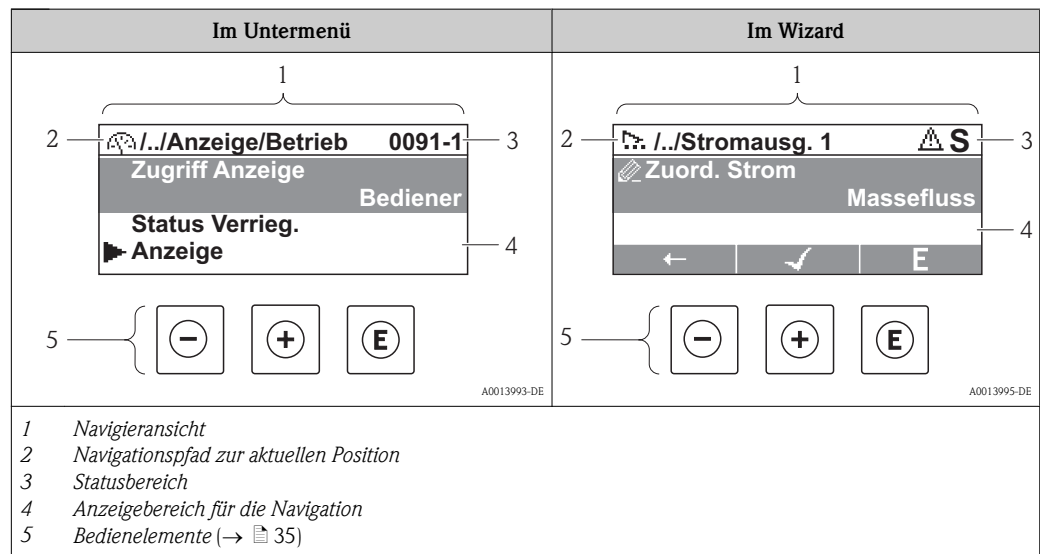 Im Untermenü
Im Wizard
1
2
/../Anzeige/Betrieb 0091-1
3
Zugriff Anzeige
Bediener
Status Verrieg.
Anzeige
4
5
- + E
A0013993-DE
1
2
/../Stromausg. 1 S
3
Zuord. Strom
Massefluss
4
← ✓ E
5
- + E
A0013995-DE
1 Navigieransicht
2 Navigationspfad zur aktuellen Position
3 Statusbereich
4 Anzeigebereich für die Navigation
5 Bedienelemente (→ 35)